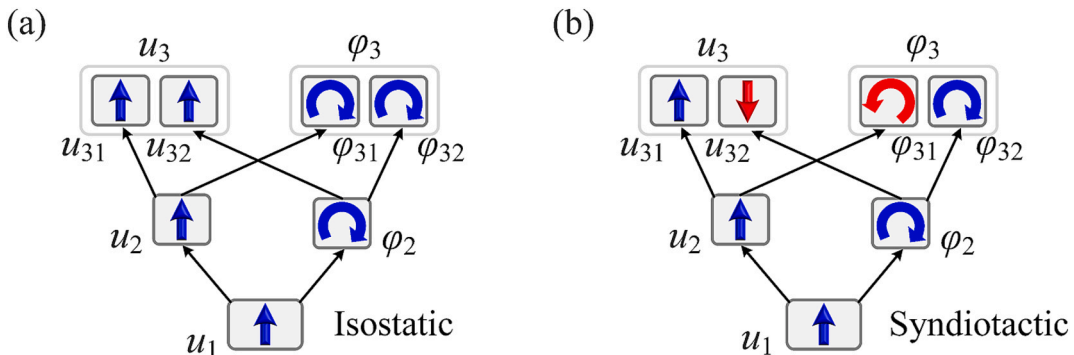 (a)
u3 φ3
u31 u32 φ31 φ32
u2 φ2
u1 Isostatic
(b)
u3 φ3
u31 u32 φ31 φ32
u2 φ2
u1 Syndiotactic